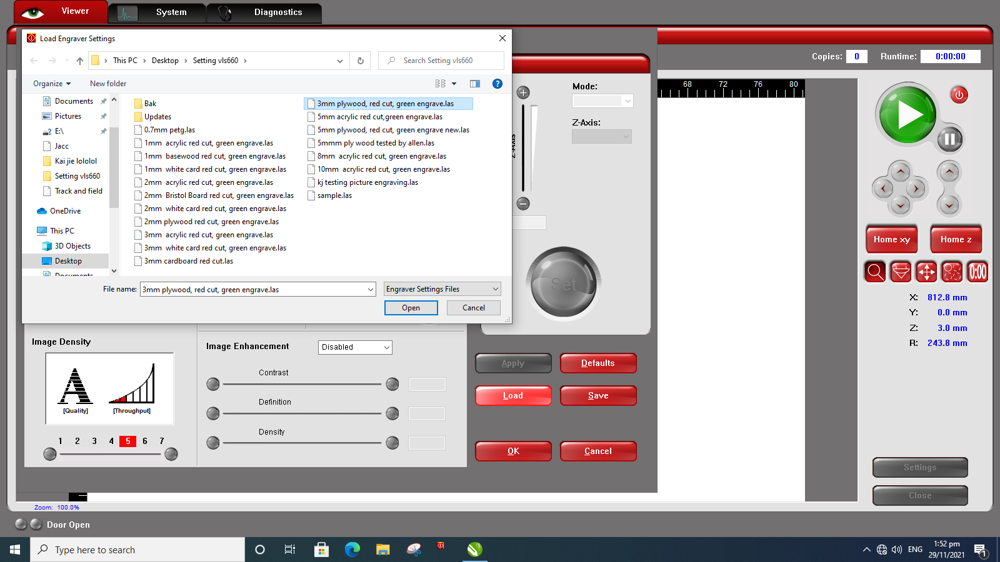 Viewer
System
Diagnostics
Load Engraver Settings
This PC
Desktop
Setting vls660
Search Setting vls660
Organize
New folder
Documents
Pictures
E:\
Jacc
Kai jie lololol
Setting vls660
Track and field
OneDrive
This PC
3D Objects
Desktop
Documents
Bak
Updates
0.7mm petg.las
1mm  acrylic red cut, green engrave.las
1mm  basewood red cut, green engrave.las
1mm  white card red cut, green engrave.las
2mm  acrylic red cut, green engrave.las
2mm  Bristol Board red cut, green engrave.las
2mm  white card red cut, green engrave.las
2mm plywood red cut, green engrave.las
3mm  acrylic red cut, green engrave.las
3mm  white card red cut, green engrave.las
3mm cardboard red cut.las
3mm plywood, red cut, green engrave.las
5mm acrylic red cut,green engrave.las
5mm plywood, red cut, green engrave new.las
5mmm ply wood tested by allen.las
8mm  acrylic red cut, green engrave.las
10mm  acrylic red cut, green engrave.las
kj testing picture engraving.las
sample.las
File name:
3mm plywood, red cut, green engrave.las
Engraver Settings Files
Open
Cancel
Mode:
Z-Axis:
Z-Axis
Set
Image Density
A
[Quality]
[Throughput]
1 2 3 4 5 6 7
Image Enhancement
Disabled
Contrast
Definition
Density
Apply
Defaults
Load
Save
OK
Cancel
Copies: 0
Runtime: 0:00:00
68 72 76 80
Home xy
Home z
0:00
X: 812.8 mm
Y: 0.0 mm
Z: 3.0 mm
R: 243.8 mm
Settings
Close
Zoom: 100.0%
Door Open
Type here to search
ENG
1:52 pm
29/11/2021
1